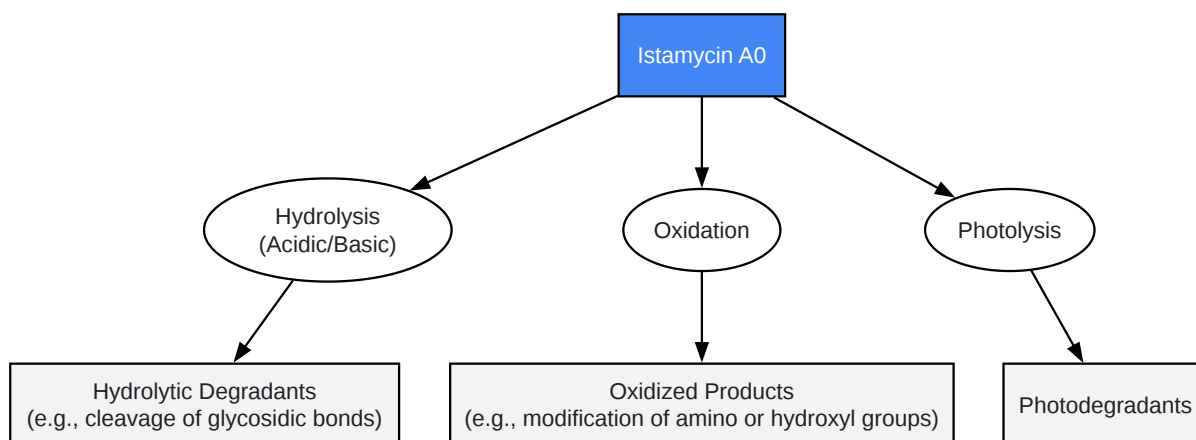 Istamycin A0
Hydrolysis
(Acidic/Basic)
Oxidation
Photolysis
Hydrolytic Degradants
(e.g., cleavage of glycosidic bonds)
Oxidized Products
(e.g., modification of amino or hydroxyl groups)
Photodegradants